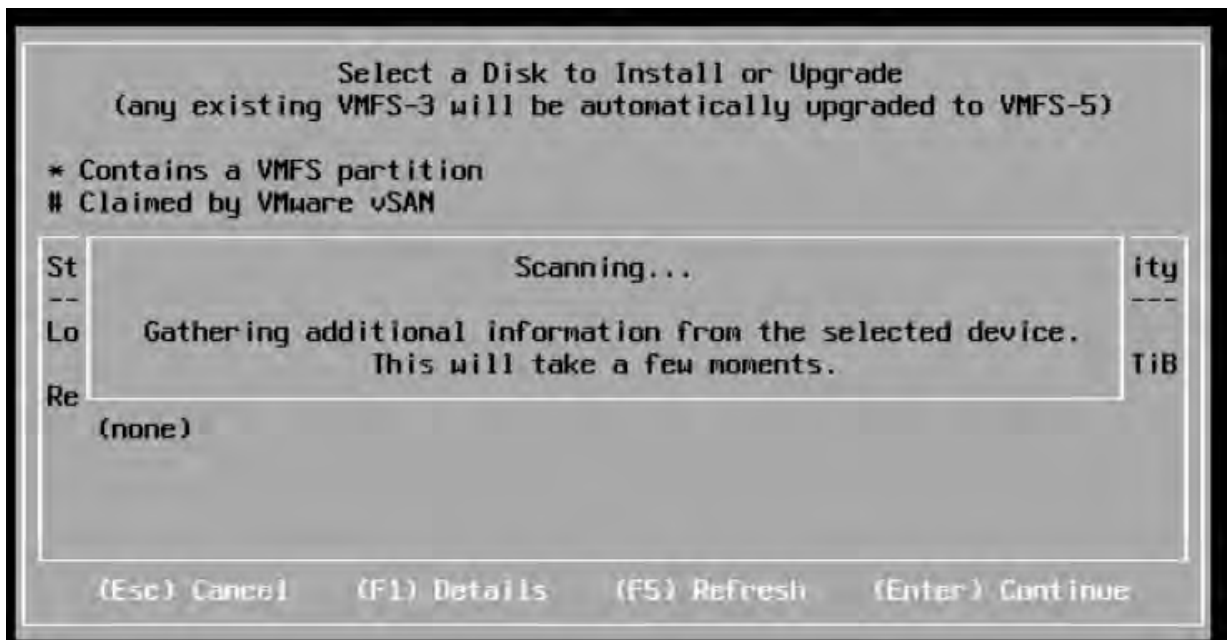 Select a Disk to Install or Upgrade
(any existing VMFS-3 will be automatically upgraded to VMFS-5)
* Contains a VMFS partition
# Claimed by VMware vSAN
St Scanning... ity
-- ---
Lo Gathering additional information from the selected device.
This will take a few moments. TiB
Re
(none)
(Esc) Cancel (F1) Details (F5) Refresh (Enter) Continue